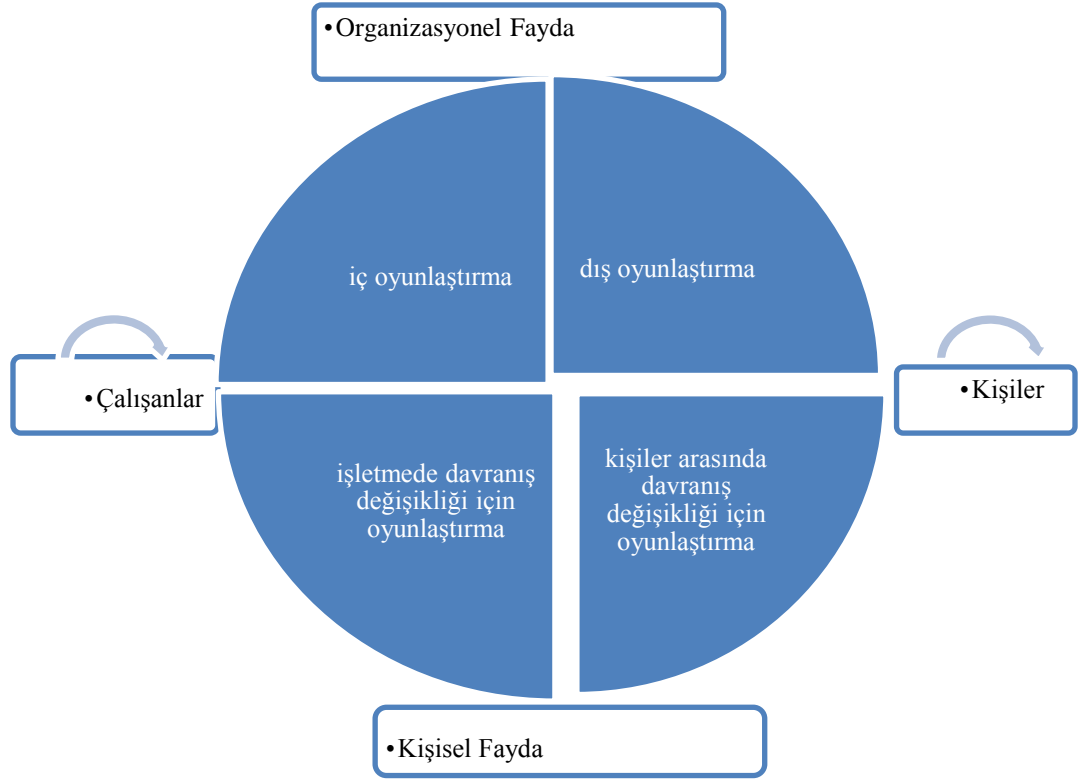 •Organizasyonel Fayda
iç oyunlaştırma
dış oyunlaştırma
•Çalışanlar
•Kişiler
işletmede davranış
değişikliği için
oyunlaştırma
kişiler arasında
davranış
değişikliği için
oyunlaştırma
•Kişisel Fayda